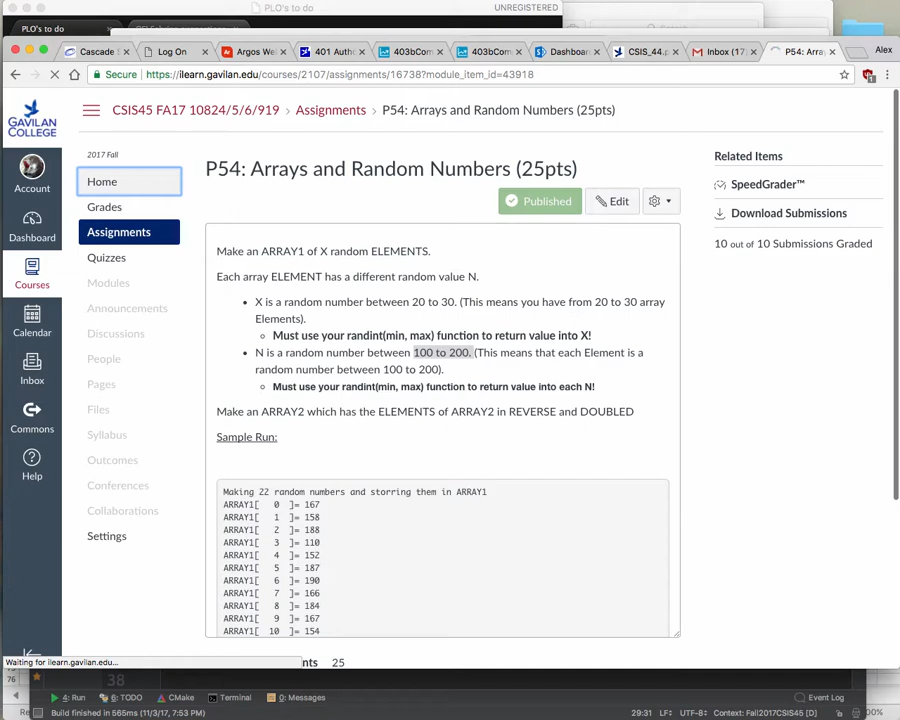 PLO's to do
UNREGISTERED
PLO's to do
Cascade S
Log On
Argos We
401 Autho
403bCom
403bCom
Dashboar
CSIS_44.p
Inbox (17
P54: Array
Alex
Secure
https://ilearn.gavilan.edu/courses/2107/assignments/16738?module_item_id=43918
GAVILAN
COLLEGE
CSIS45 FA17 10824/5/6/919 › Assignments › P54: Arrays and Random Numbers (25pts)
Account
Dashboard
Courses
Calendar
Inbox
Commons
Help
2017 Fall
Home
Grades
Assignments
Quizzes
Modules
Announcements
Discussions
People
Pages
Files
Syllabus
Outcomes
Conferences
Collaborations
Settings
P54: Arrays and Random Numbers (25pts)
Published
Edit
Make an ARRAY1 of X random ELEMENTS.
Each array ELEMENT has a different random value N.
X is a random number between 20 to 30. (This means you have from 20 to 30 array
Elements).
Must use your randint(min, max) function to return value into X!
N is a random number between 100 to 200. (This means that each Element is a
random number between 100 to 200).
Must use your randint(min, max) function to return value into each N!
Make an ARRAY2 which has the ELEMENTS of ARRAY2 in REVERSE and DOUBLED
Sample Run:
Making 22 random numbers and storring them in ARRAY1
ARRAY1[ 0 ]= 167
ARRAY1[ 1 ]= 158
ARRAY1[ 2 ]= 188
ARRAY1[ 3 ]= 110
ARRAY1[ 4 ]= 152
ARRAY1[ 5 ]= 187
ARRAY1[ 6 ]= 190
ARRAY1[ 7 ]= 166
ARRAY1[ 8 ]= 184
ARRAY1[ 9 ]= 167
ARRAY1[ 10 ]= 154
Related Items
SpeedGrader™
Download Submissions
10 out of 10 Submissions Graded
Waiting for ilearn.gavilan.edu...
nts 25
75
76
38
4: Run
6: TODO
CMake
Terminal
0: Messages
Event Log
Build finished in 565ms (11/3/17, 7:53 PM)
29:31
LF÷
UTF-8÷
Context: Fall2017CSIS45 [D]
00%